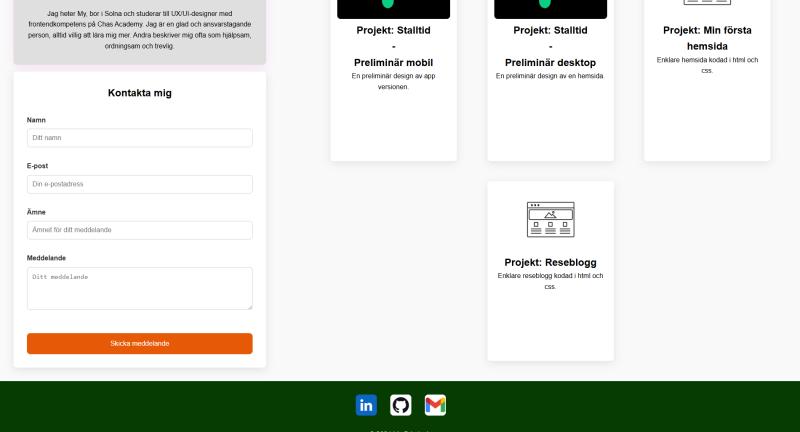 Jag heter My, bor i Solna och studerar till UX/UI-designer med
frontendkompetens på Chas Academy. Jag är en glad och ansvarstagande
person, alltid villig att lära mig mer. Andra beskriver mig ofta som hjälpsam,
ordningsam och trevlig.
Kontakta mig
Namn
Ditt namn
E-post
Din e-postadress
Ämne
Ämnet för ditt meddelande
Meddelande
Ditt meddelande
Skicka meddelande
Projekt: Stalltid
-
Preliminär mobil
En preliminär design av app
versionen.
Projekt: Stalltid
-
Preliminär desktop
En preliminär design av en hemsida.
Projekt: Min första
hemsida
Enklare hemsida kodad i html och
css.
Projekt: Reseblogg
Enklare reseblogg kodad i html och
css.
in